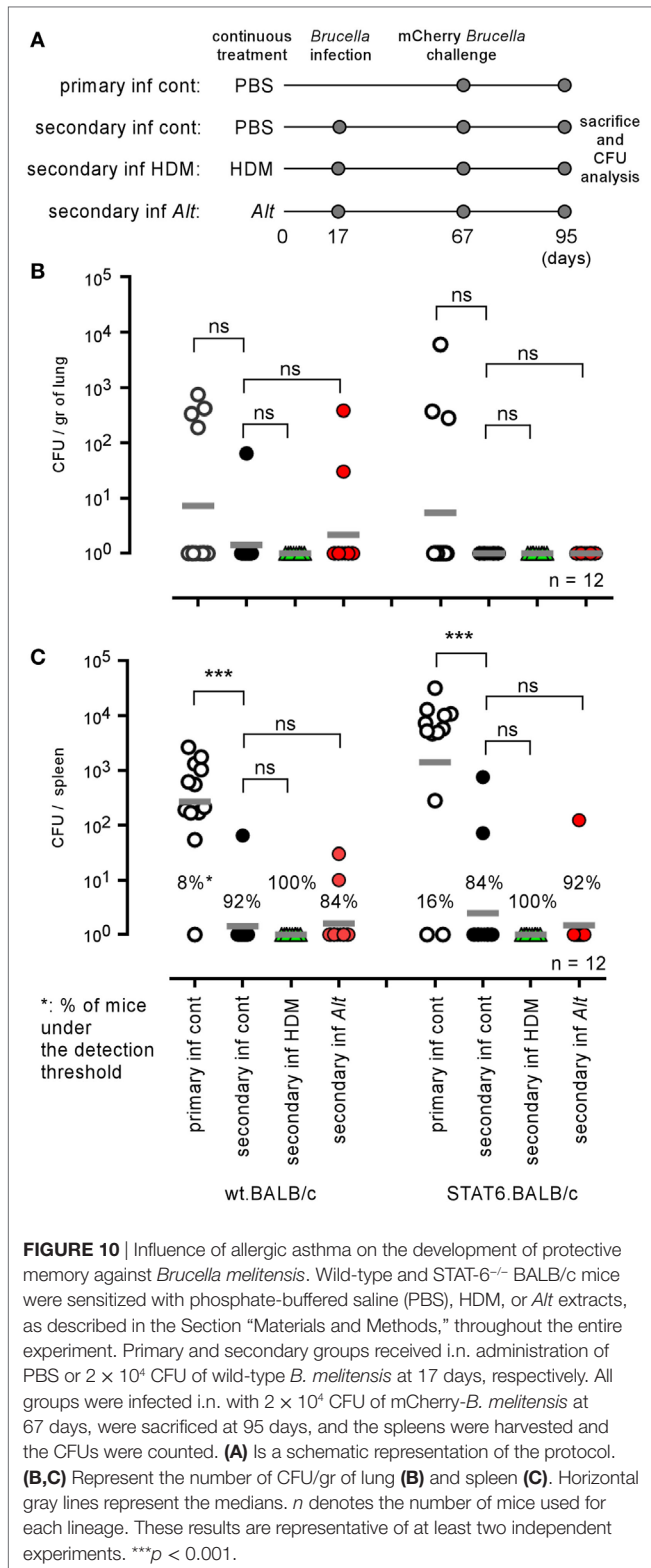 A
continuous treatment
Brucella infection
mCherry Brucella challenge
primary inf cont: PBS
secondary inf cont: PBS
secondary inf HDM: HDM
secondary inf Alt: Alt
sacrifice and CFU analysis
0 17 67 95
(days)
B
CFU / gr of lung
10⁵
10⁴
10³
10²
10¹
10⁰
ns
ns
ns
ns
ns
ns
n = 12
C
CFU / spleen
10⁵
10⁴
10³
10²
10¹
10⁰
***
ns
ns
***
ns
ns
8%* 92% 100% 84% 16% 84% 100% 92%
n = 12
*: % of mice
under
the detection
threshold
primary inf cont
secondary inf cont
secondary inf HDM
secondary inf Alt
primary inf cont
secondary inf cont
secondary inf HDM
secondary inf Alt
wt.BALB/c
STAT6.BALB/c
FIGURE 10 | Influence of allergic asthma on the development of protective
memory against Brucella melitensis. Wild-type and STAT-6⁻/⁻ BALB/c mice
were sensitized with phosphate-buffered saline (PBS), HDM, or Alt extracts,
as described in the Section “Materials and Methods,” throughout the entire
experiment. Primary and secondary groups received i.n. administration of
PBS or 2 × 10⁴ CFU of wild-type B. melitensis at 17 days, respectively. All
groups were infected i.n. with 2 × 10⁴ CFU of mCherry-B. melitensis at
67 days, were sacrificed at 95 days, and the spleens were harvested and
the CFUs were counted. (A) Is a schematic representation of the protocol.
(B,C) Represent the number of CFU/gr of lung (B) and spleen (C). Horizontal
gray lines represent the medians. n denotes the number of mice used for
each lineage. These results are representative of at least two independent
experiments. ***p < 0.001.